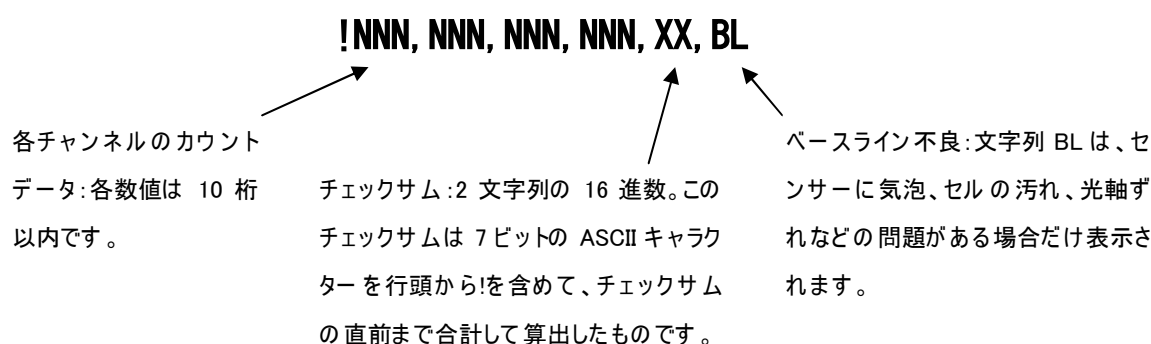 !NNN, NNN, NNN, NNN, XX, BL
各チャンネルのカウント
データ:各数値は 10 桁
以内です。
チェックサム:2 文字列の 16 進数。この
チェックサムは 7 ビットの ASCII キャラク
ターを行頭から!を含めて、チェックサム
の直前まで合計して算出したものです。
ベースライン不良:文字列 BL は、セ
ンサーに気泡、セルの汚れ、光軸ず
れなどの問題がある場合だけ表示さ
れます。